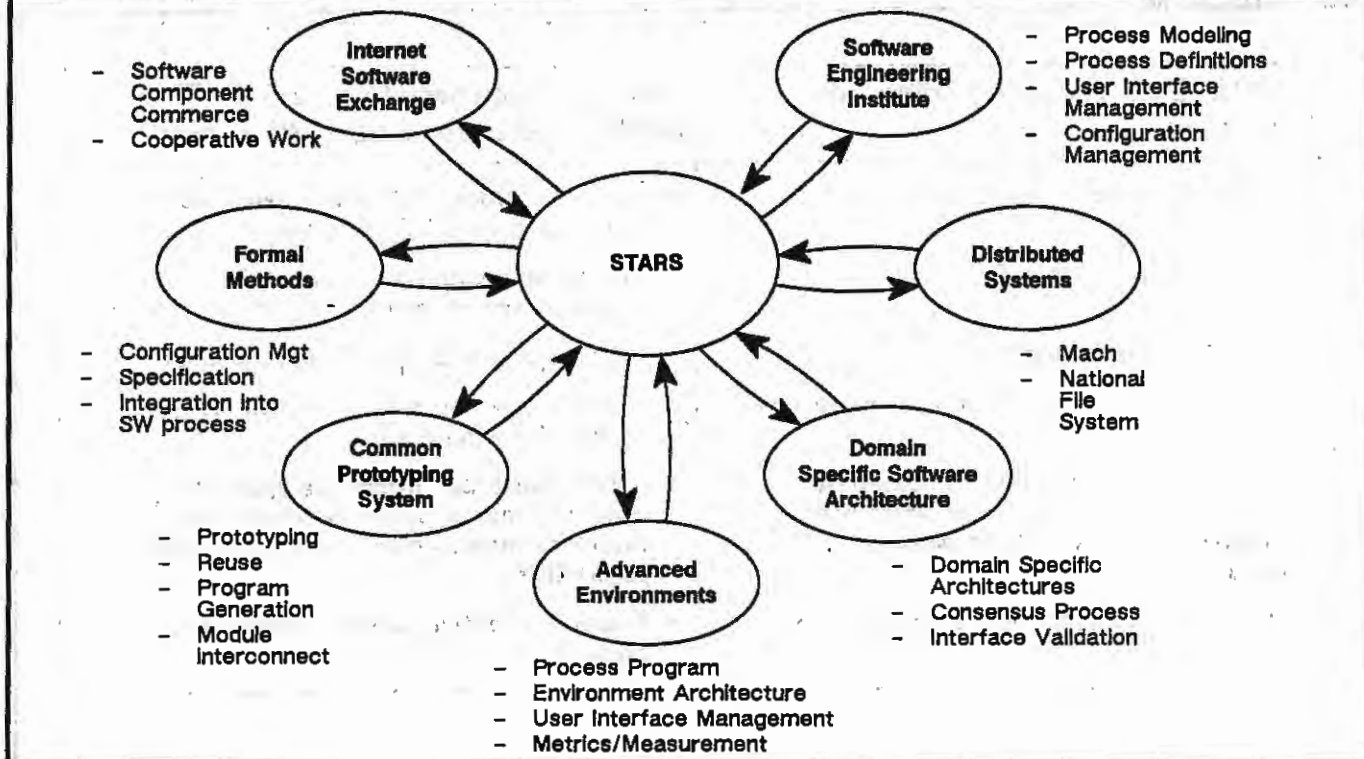 Internet
Software
Exchange
- Software
Component
Commerce
- Cooperative Work
Software
Engineering
Institute
- Process Modeling
- Process Definitions
- User Interface
Management
- Configuration
Management
Formal
Methods
- Configuration Mgt
- Specification
- Integration into
SW process
STARS
Distributed
Systems
- Mach
- National
File
System
Common
Prototyping
System
- Prototyping
- Reuse
- Program
Generation
- Module
Interconnect
Advanced
Environments
- Process Program
- Environment Architecture
- User Interface Management
- Metrics/Measurement
Domain
Specific Software
Architecture
- Domain Specific
Architectures
- Consensus Process
- Interface Validation